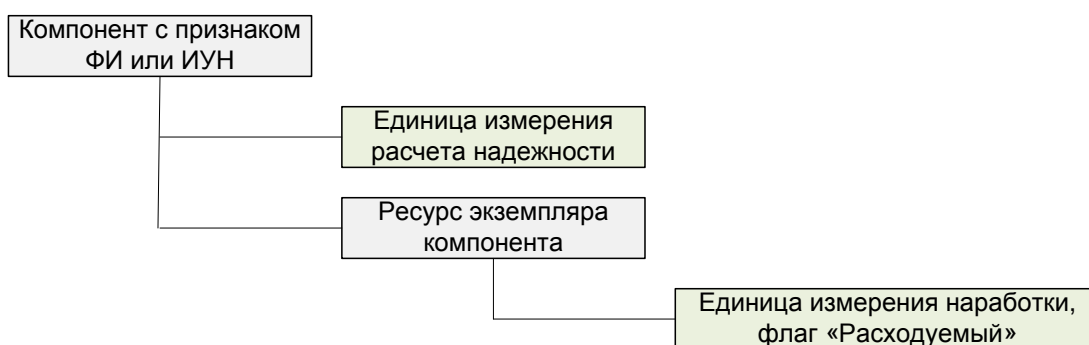 Компонент с признаком
ФИ или ИУН
Единица измерения
расчета надежности
Ресурс экземпляра
компонента
Единица измерения наработки,
флаг «Расходуемый»